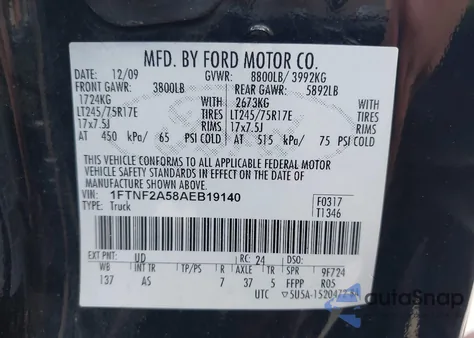 MFD. BY FORD MOTOR CO.
DATE: 12/09 GVWR: 8800LB/ 3992KG
FRONT GAWR: 3800LB REAR GAWR: 5892LB
1724KG WITH 2673KG WITH
LT245/75R17E TIRES LT245/75R17E TIRES
17x7.5J RIMS 17x7.5J RIMS
AT 450 kPa/ 65 PSI COLD AT 515 kPa/ 75 PSI COLD
THIS VEHICLE CONFORMS TO ALL APPLICABLE FEDERAL MOTOR
VEHICLE SAFETY STANDARDS IN EFFECT ON THE DATE OF
MANUFACTURE SHOWN ABOVE.
VIN: 1FTNF2A58AEB19140 F0317
TYPE: Truck T1346
EXT PNT: UD RC: 24 DSO:
WB INT TR TP/PS R AXLE TR SPR 9F724
137 AS 7 37 5 FFPP R05
UTC
autoSnap